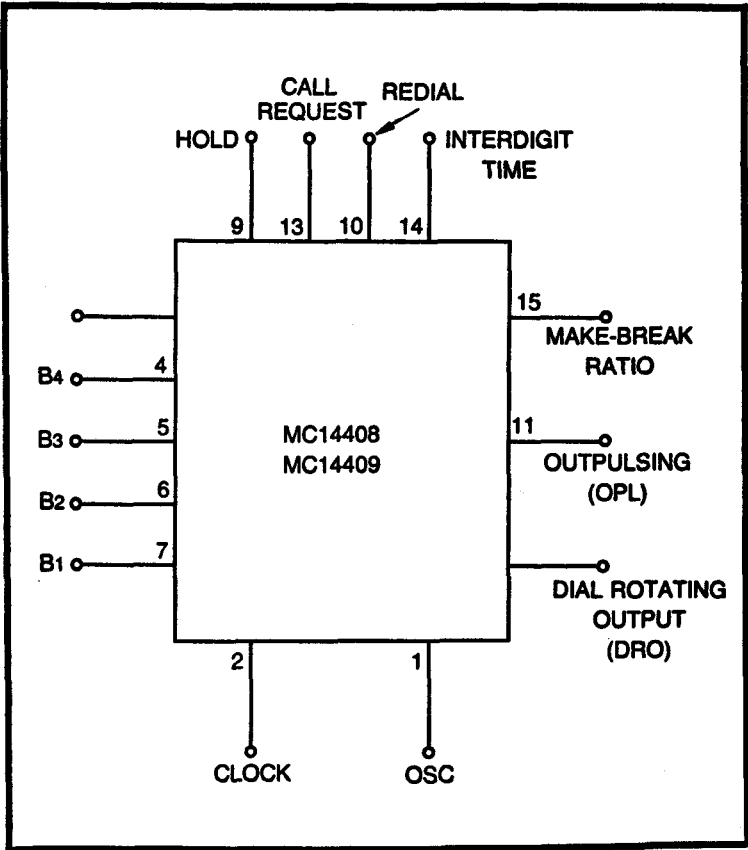 CALL
REQUEST
REDIAL
HOLD
INTERDIGIT
TIME
9
13
10
14
15
MAKE-BREAK
RATIO
B4
4
B3
5
B2
6
B1
7
MC14408
MC14409
11
OUTPULSING
(OPL)
DIAL ROTATING
OUTPUT
(DRO)
2
1
CLOCK
OSC